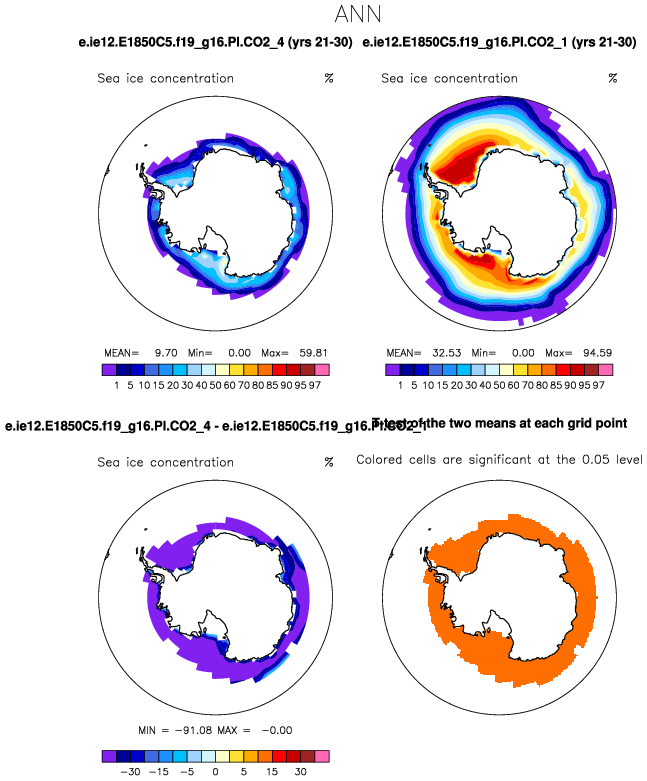 ANN
e.ie12.E1850C5.f19_g16.PI.CO2_4 (yrs 21-30) e.ie12.E1850C5.f19_g16.PI.CO2_1 (yrs 21-30)
Sea ice concentration % Sea ice concentration %
MEAN= 9.70 Min= 0.00 Max= 59.81 MEAN= 32.53 Min= 0.00 Max= 94.59
1 5 10 15 20 30 40 50 60 70 80 85 90 95 97 1 5 10 15 20 30 40 50 60 70 80 85 90 95 97
e.ie12.E1850C5.f19_g16.PI.CO2_4 - e.ie12.E1850C5.f19_g16.PI.CO2_1 T-test of the two means at each grid point
Sea ice concentration % Colored cells are significant at the 0.05 level
MIN = -91.08 MAX = -0.00
-30 -15 -5 0 5 15 30